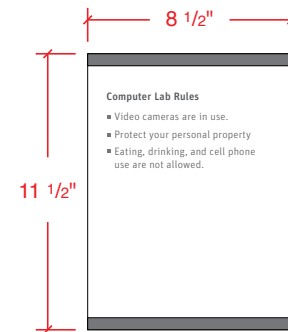 8 1/2"
11 1/2"
Computer Lab Rules
▪ Video cameras are in use.
▪ Protect your personal property
▪ Eating, drinking, and cell phone
use are not allowed.